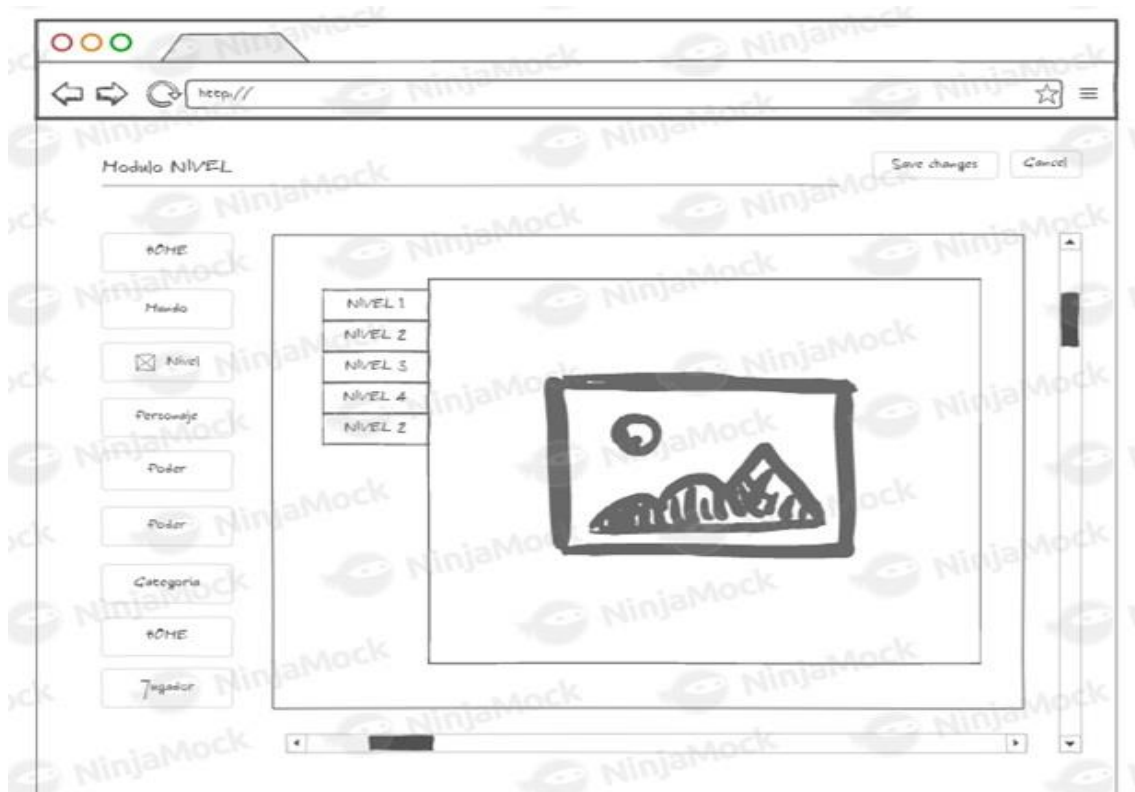 http://
Modulo NIVEL
Save changes
Cancel
HOME
Mando
Nivel
Personaje
Poder
Poder
Categoria
HOME
Jugador
NIVEL 1
NIVEL 2
NIVEL 3
NIVEL 4
NIVEL 2
NinjaMock